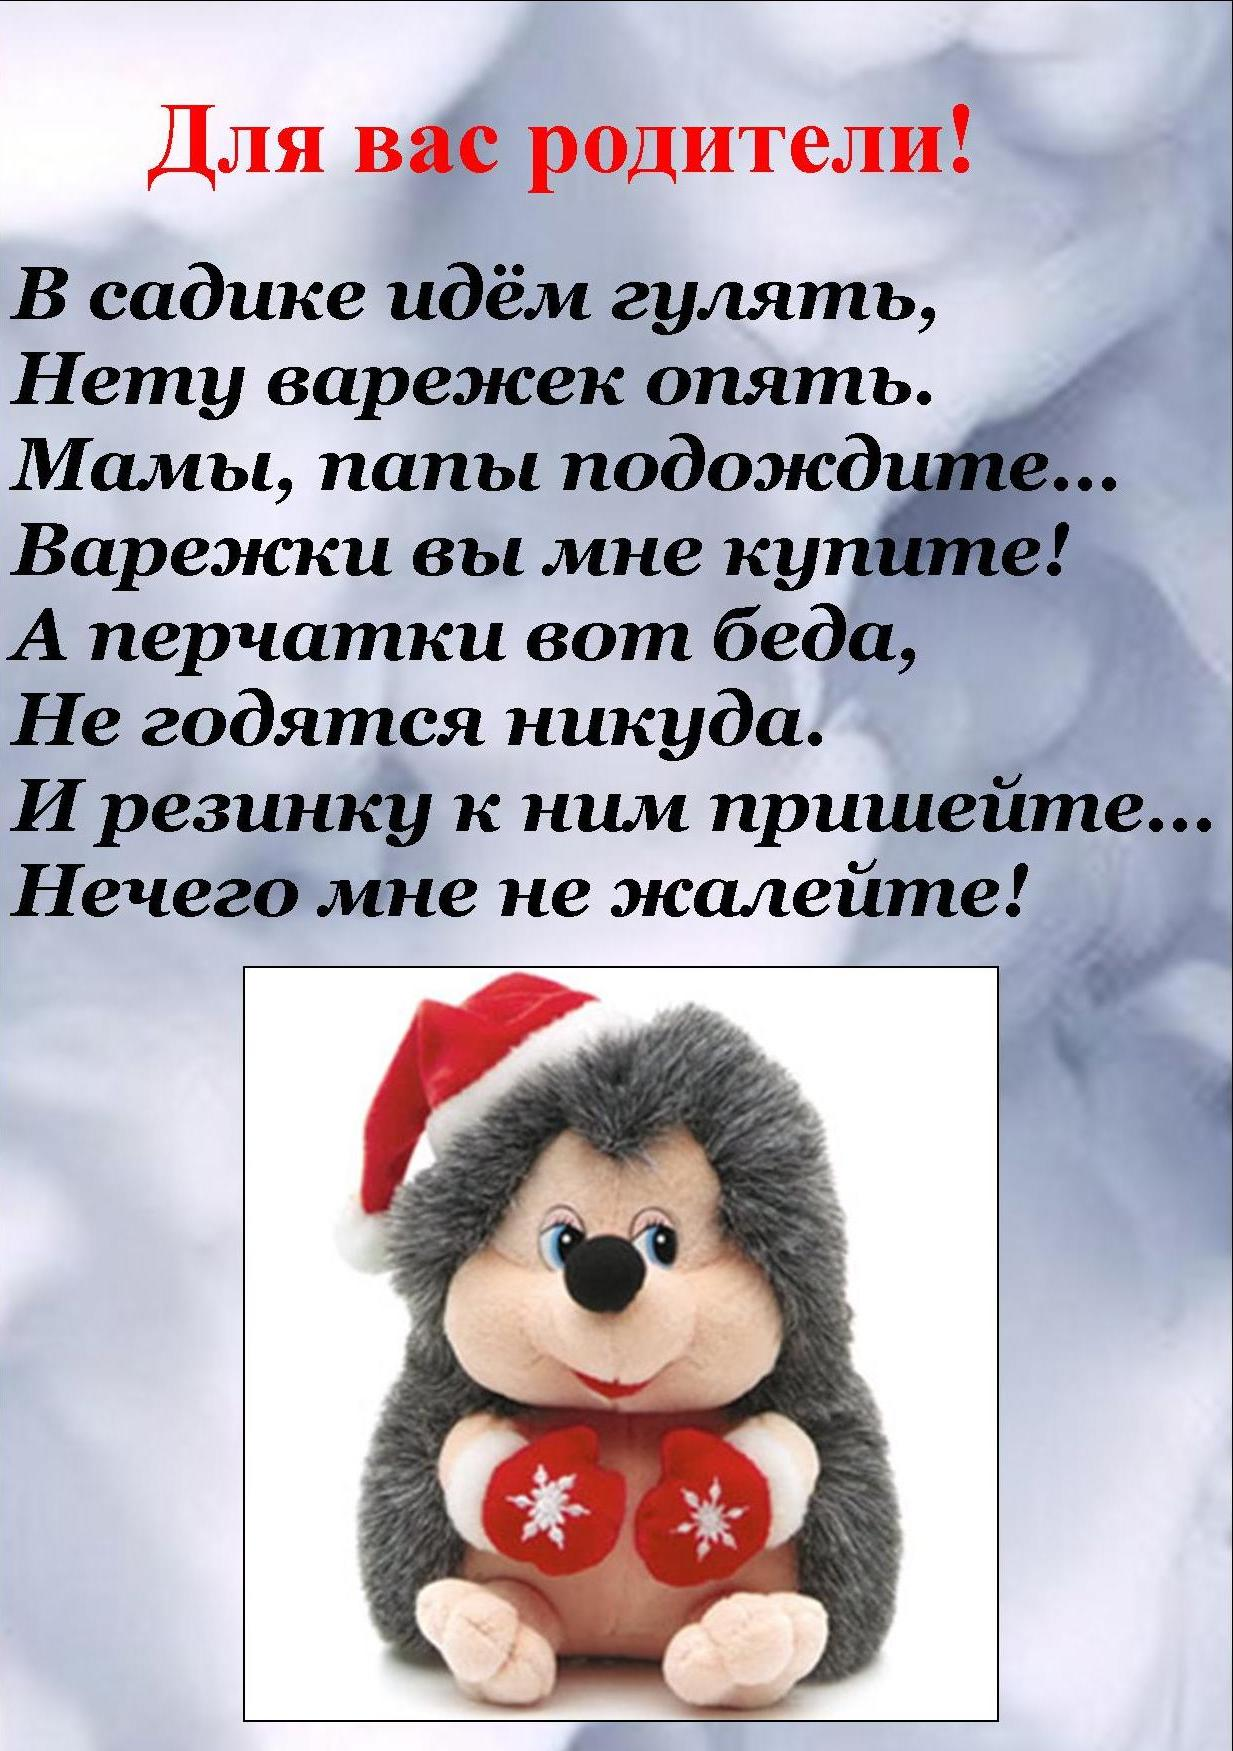 Для вас родители!
В садике идём гулять,
Нету варежек опять.
Мамы, папы подождите...
Варежки вы мне купите!
А перчатки вот беда,
Не годятся никуда.
И резинку к ним пришейте...
Нечего мне не жалейте!